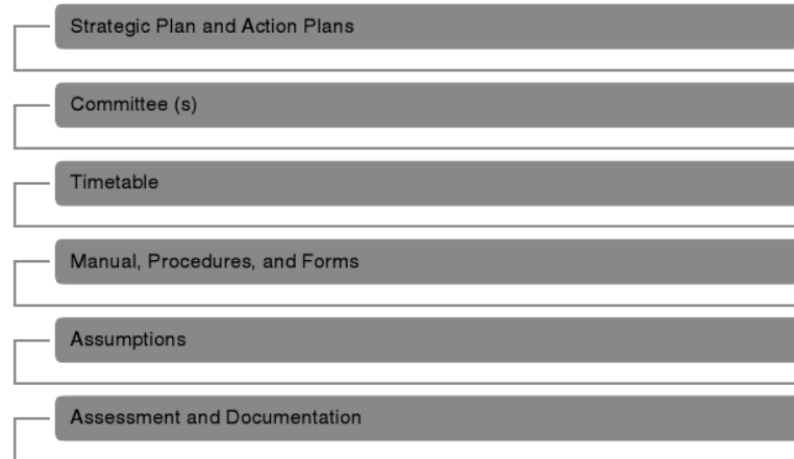 Strategic Plan and Action Plans
Committee (s)
Timetable
Manual, Procedures, and Forms
Assumptions
Assessment and Documentation